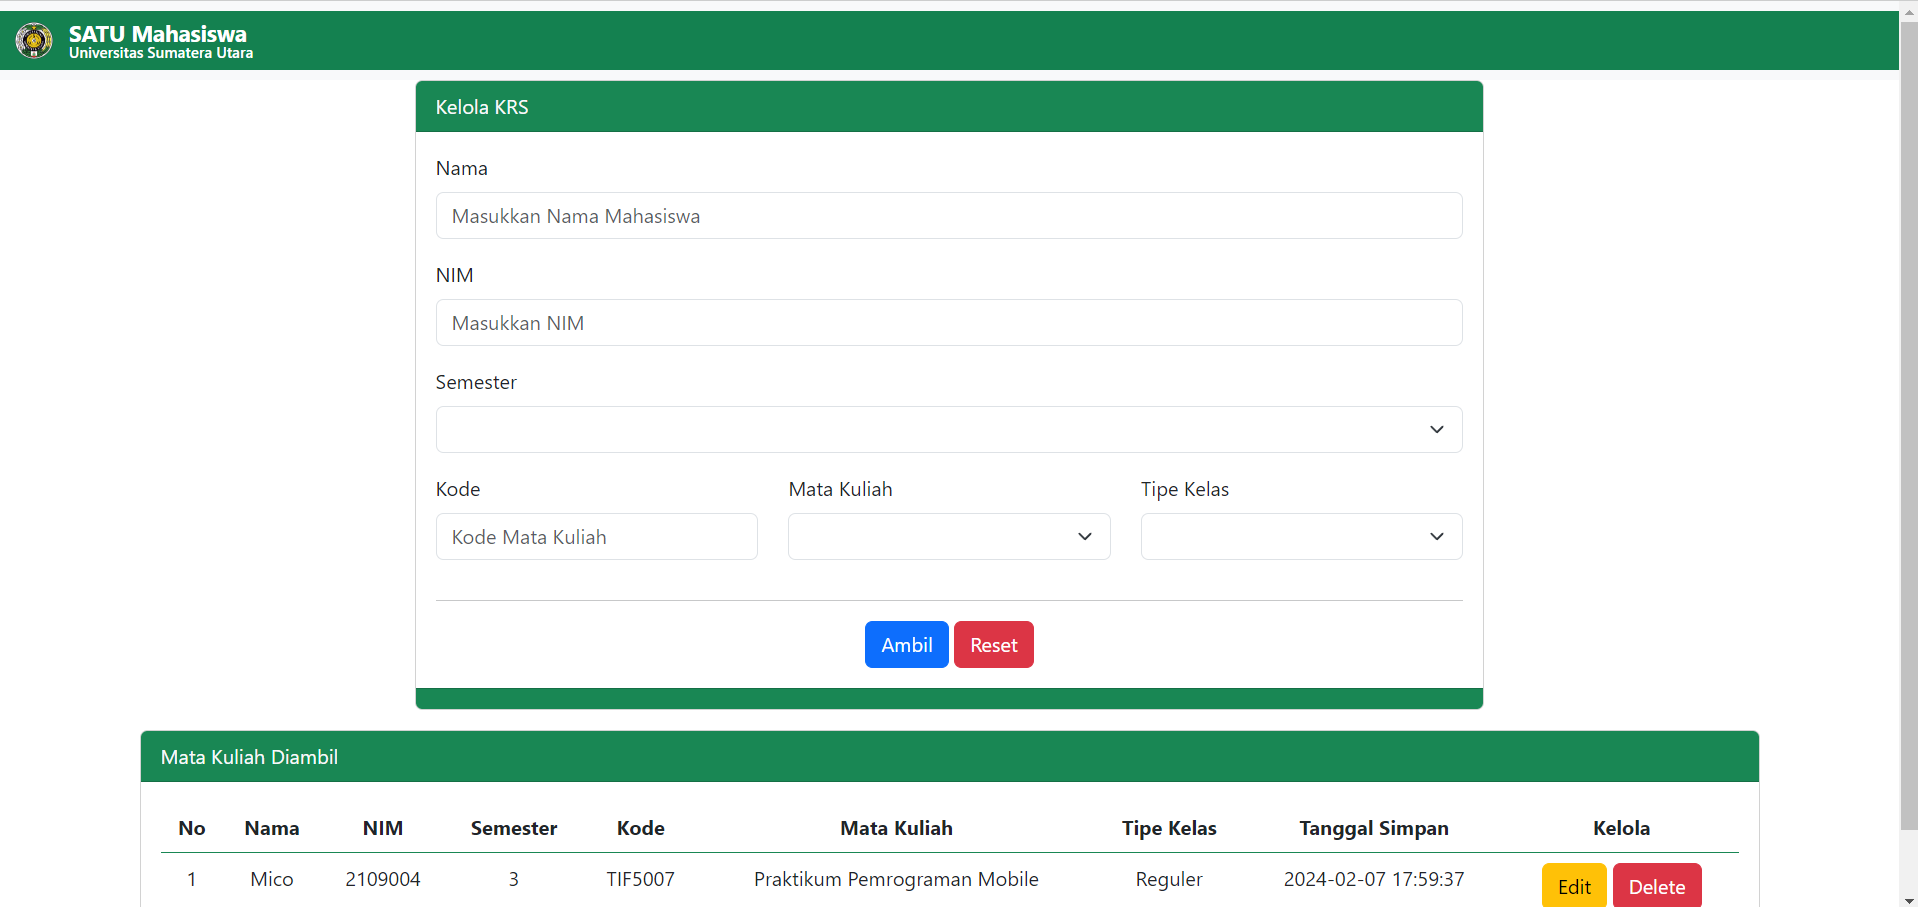 SATU Mahasiswa
Universitas Sumatera Utara
Kelola KRS
Nama
Masukkan Nama Mahasiswa
NIM
Masukkan NIM
Semester
Kode Mata Kuliah Tipe Kelas
Kode Mata Kuliah
Ambil Reset
Mata Kuliah Diambil
No Nama NIM Semester Kode Mata Kuliah Tipe Kelas Tanggal Simpan Kelola
1 Mico 2109004 3 TIF5007 Praktikum Pemrograman Mobile Reguler 2024-02-07 17:59:37 Edit Delete